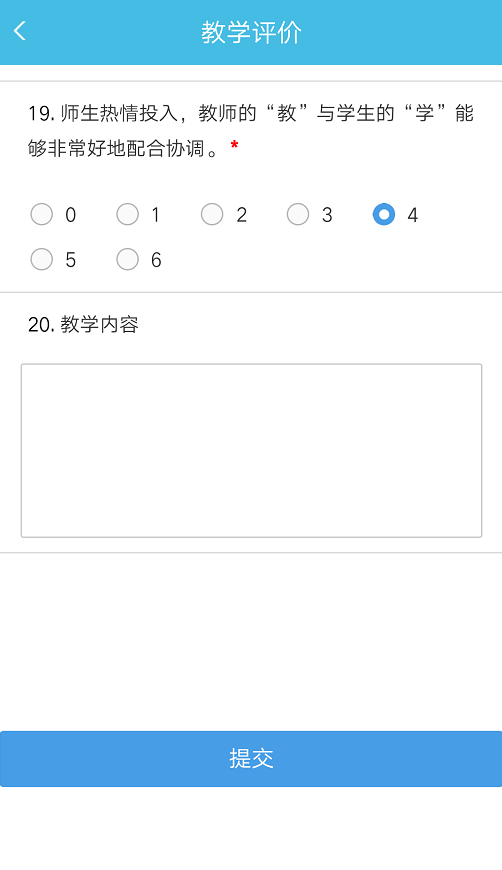 教学评价
19. 师生热情投入，教师的“教”与学生的“学”能
够非常好地配合协调。*
0 1 2 3 4
5 6
20. 教学内容
提交